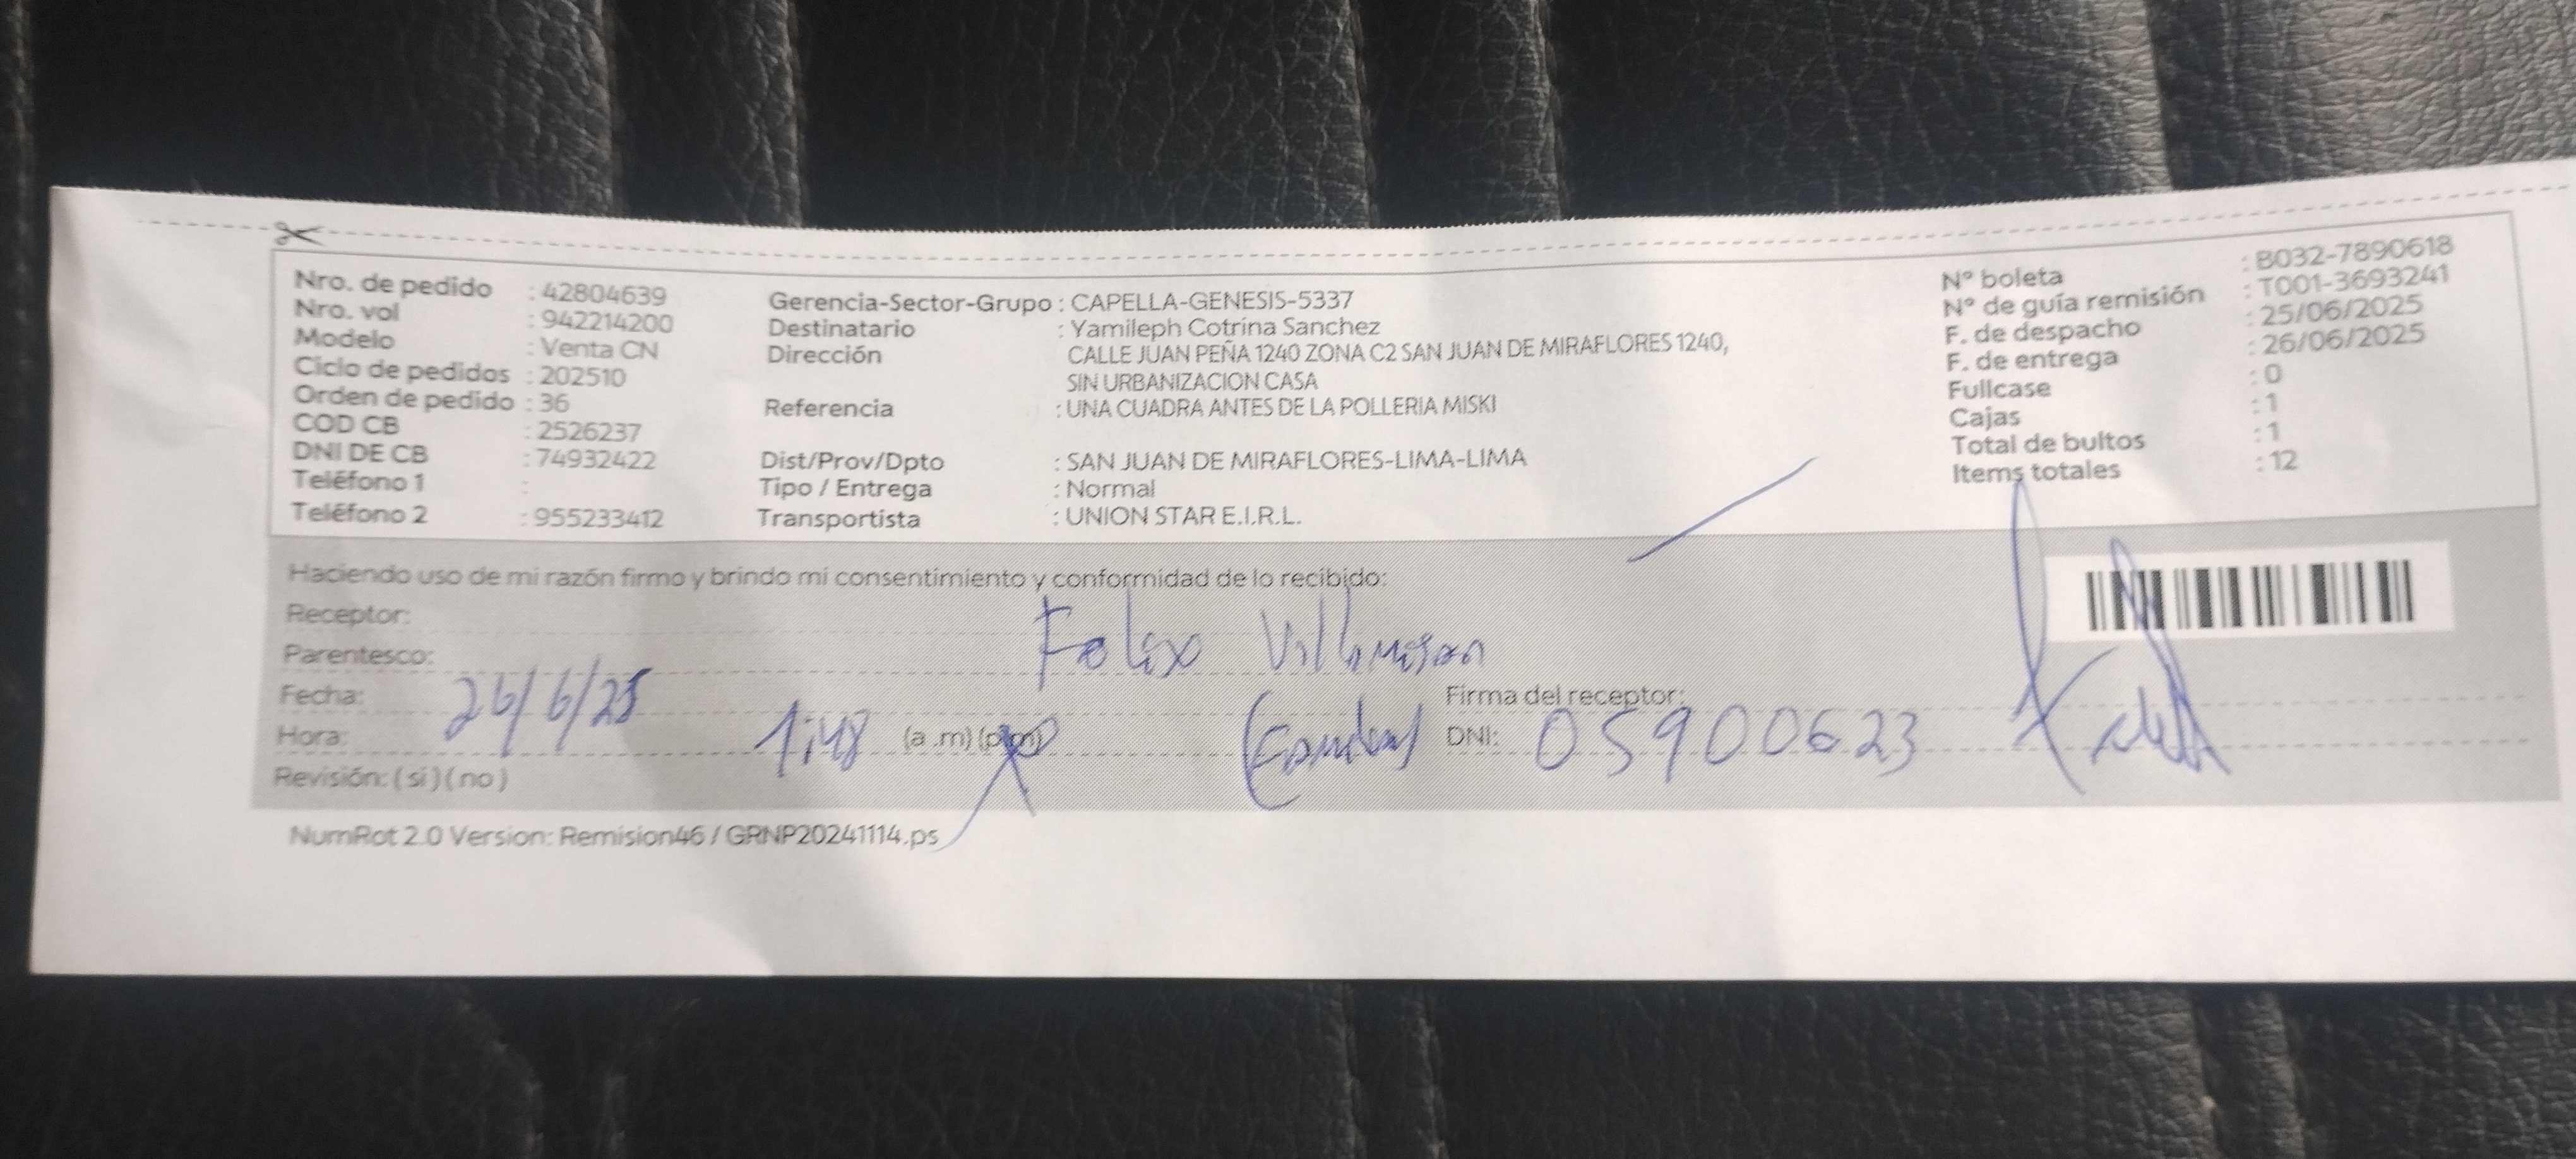 Nro. de pedido : 42804639
Nro. vol : 942214200
Modelo : Venta CN
Ciclo de pedidos : 202510
Orden de pedido : 36
COD CB : 2526237
DNI DE CB : 74932422
Teléfono 1 :
Teléfono 2 : 955233412
Gerencia-Sector-Grupo : CAPELLA-GENESIS-5337
Destinatario : Yamileph Cotrina Sanchez
Dirección CALLE JUAN PEÑA 1240 ZONA C2 SAN JUAN DE MIRAFLORES 1240,
SIN URBANIZACION CASA
Referencia : UNA CUADRA ANTES DE LA POLLERIA MISKI
Dist/Prov/Dpto : SAN JUAN DE MIRAFLORES-LIMA-LIMA
Tipo / Entrega : Normal
Transportista : UNION STAR E.I.R.L.
N° boleta : B032-7890618
N° de guía remisión : T001-3693241
F. de despacho : 25/06/2025
F. de entrega : 26/06/2025
Fullcase : 0
Cajas : 1
Total de bultos : 1
Items totales : 12
Haciendo uso de mi razón firmo y brindo mi consentimiento y conformidad de lo recibido:
Receptor: Felix
Parentesco:
Fecha: 26/6/25
Firma del receptor:
Hora: 1:48 (a .m) (p.m)
DNI: 05900623
Revisión: ( si ) ( no )
NumRot 2.0 Version: Remision46 / GRNP20241114.ps